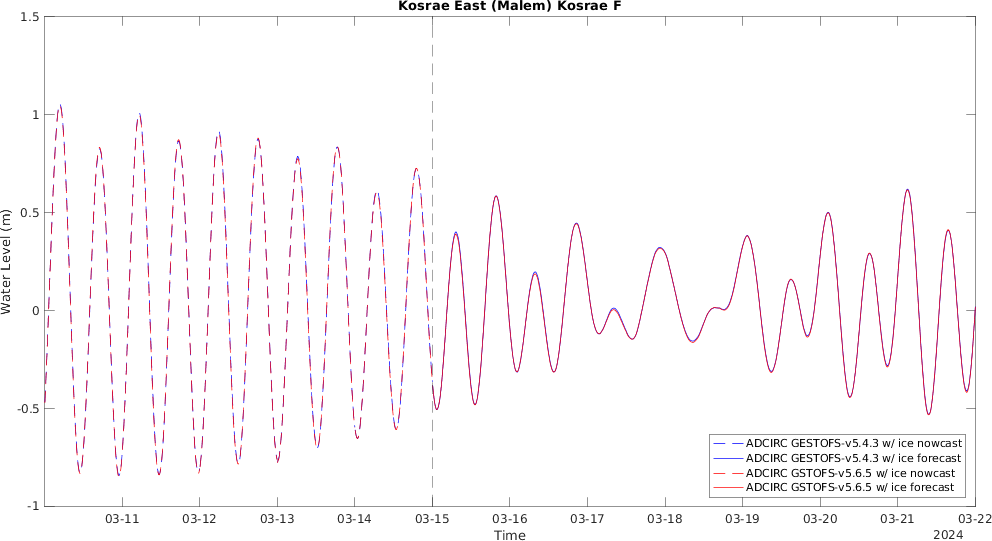 Kosrae East (Malem) Kosrae F
1.5
1
0.5
0
-0.5
-1
Water Level (m)
ADCIRC GESTOFS-v5.4.3 w/ ice nowcast
ADCIRC GESTOFS-v5.4.3 w/ ice forecast
ADCIRC GSTOFS-v5.6.5 w/ ice nowcast
ADCIRC GSTOFS-v5.6.5 w/ ice forecast
03-11 03-12 03-13 03-14 03-15 03-16 03-17 03-18 03-19 03-20 03-21 03-22
Time
2024